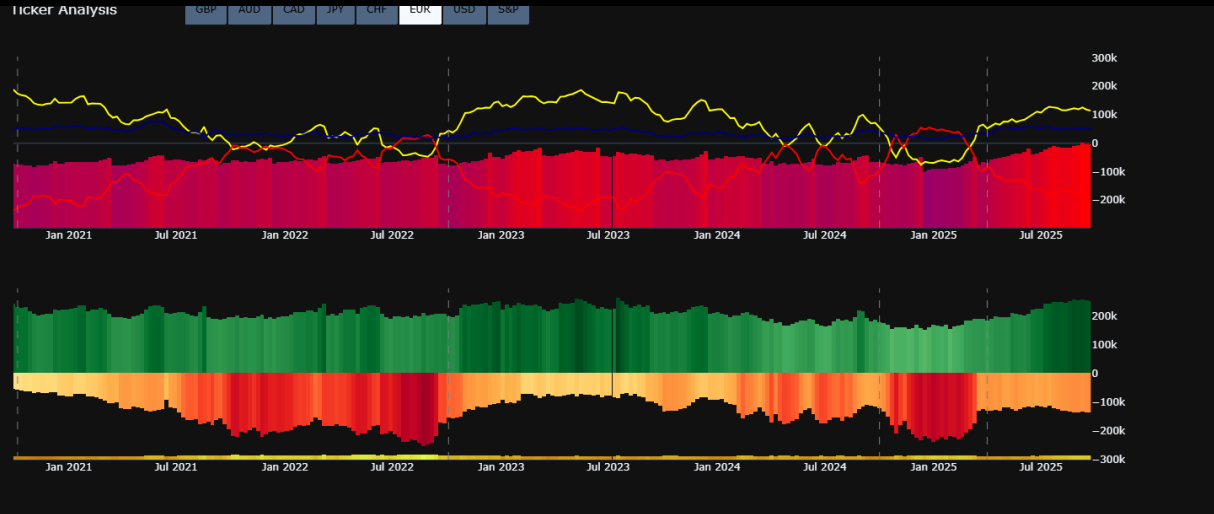 Ticker Analysis
GBP AUD CAD JPY CHF EUR USD S&P
300k
200k
100k
0
−100k
−200k
Jan 2021 Jul 2021 Jan 2022 Jul 2022 Jan 2023 Jul 2023 Jan 2024 Jul 2024 Jan 2025 Jul 2025
200k
100k
0
−100k
−200k
−300k
Jan 2021 Jul 2021 Jan 2022 Jul 2022 Jan 2023 Jul 2023 Jan 2024 Jul 2024 Jan 2025 Jul 2025